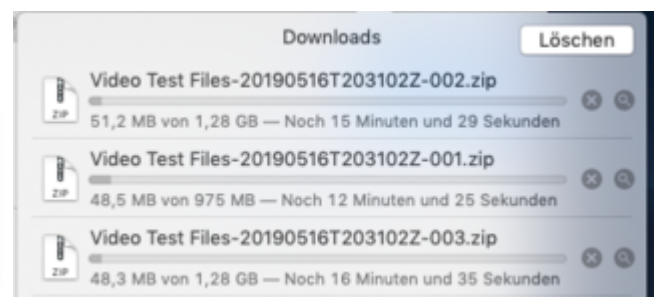 Downloads
Löschen
Video Test Files-20190516T203102Z-002.zip
ZIP
51,2 MB von 1,28 GB — Noch 15 Minuten und 29 Sekunden
Video Test Files-20190516T203102Z-001.zip
ZIP
48,5 MB von 975 MB — Noch 12 Minuten und 25 Sekunden
Video Test Files-20190516T203102Z-003.zip
ZIP
48,3 MB von 1,28 GB — Noch 16 Minuten und 35 Sekunden